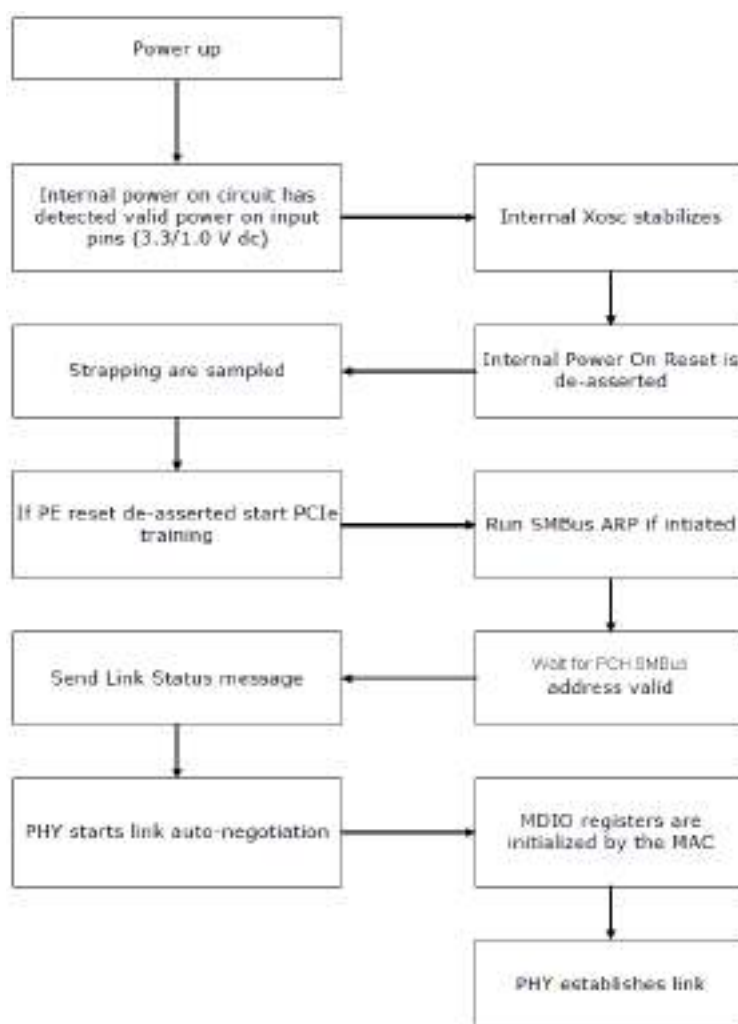 Power up
Internal power on circuit has
detected valid power on input
pins (3.3/1.0 V dc)
Internal Xosc stabilizes
Internal Power On Reset is
de-asserted
Strapping are sampled
If PE reset de-asserted start PCIe
training
Run SMBus ARP if intiated
Wait for PCH SMBus
address valid
Send Link Status message
PHY starts link auto-negotiation
MDIO registers are
initialized by the MAC
PHY establishes link